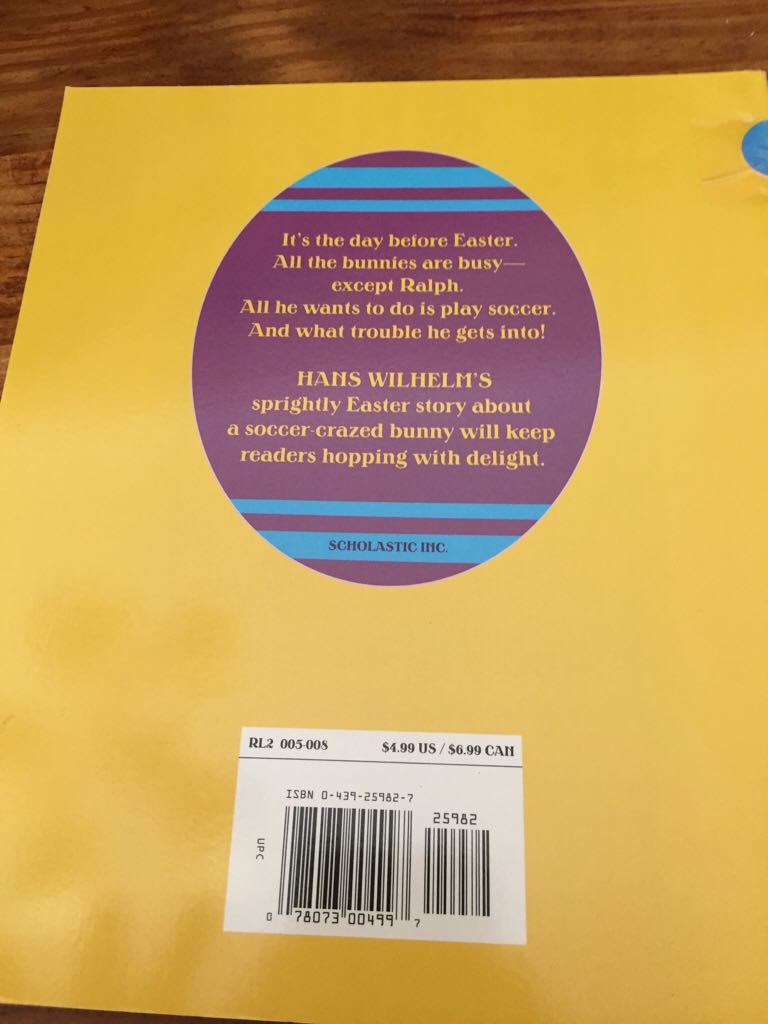 It's the day before Easter.
All the bunnies are busy—
except Ralph.
All he wants to do is play soccer.
And what trouble he gets into!
HANS WILHELM'S
sprightly Easter story about
a soccer-crazed bunny will keep
readers hopping with delight.
SCHOLASTIC INC.
RL2 005-008 $4.99 US / $6.99 CAN
ISBN 0-439-25982-7
25982
UPC
0 78073 00499 7